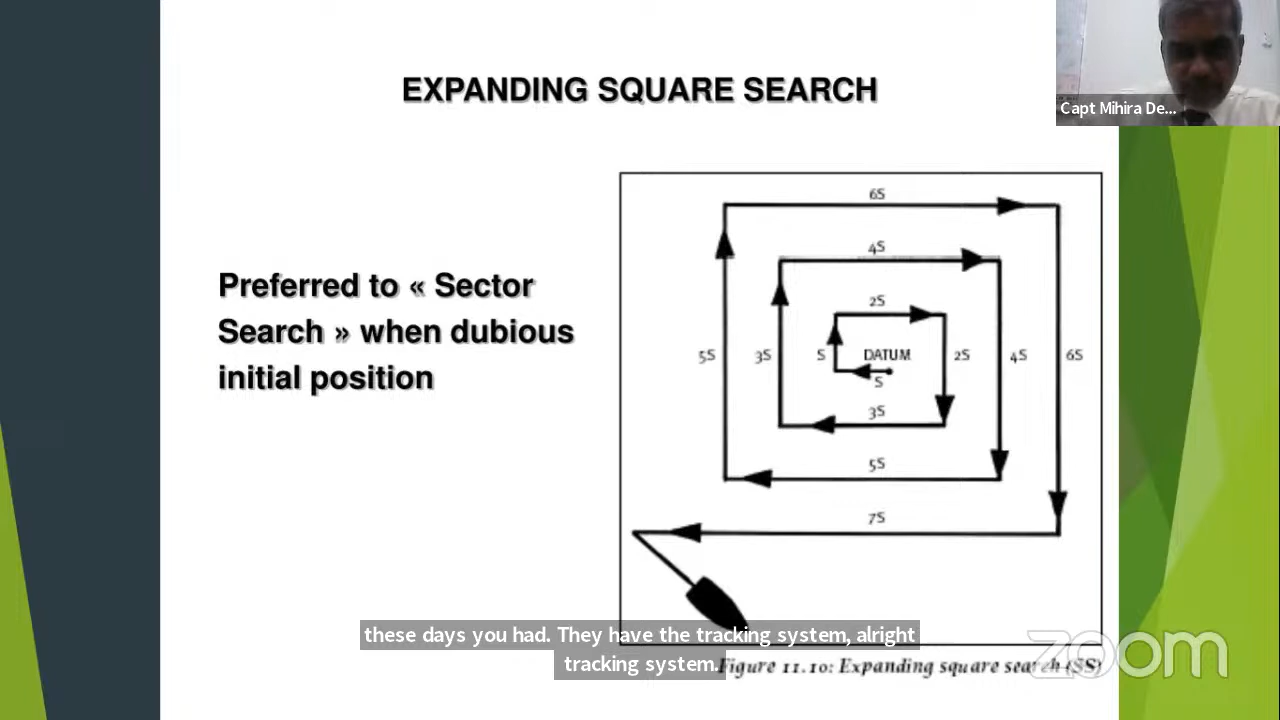 EXPANDING SQUARE SEARCH
Capt Mihira De...
Preferred to « Sector
Search » when dubious
initial position
6S
4S
2S
5S
3S
S
DATUM
2S
4S
6S
S
3S
5S
7S
these days you had. They have the tracking system, alright
tracking system.
Figure 11.10: Expanding square search (SS)
zoom